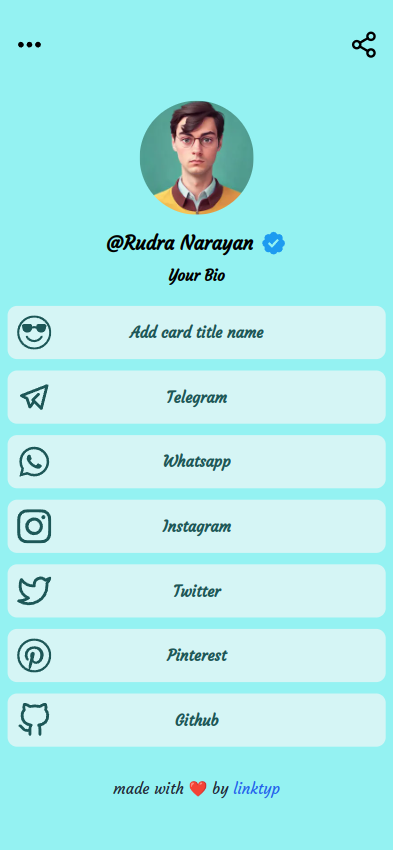 @Rudra Narayan
Your Bio
Add card title name
Telegram
Whatsapp
Instagram
Twitter
Pinterest
Github
made with ❤️ by linktyp